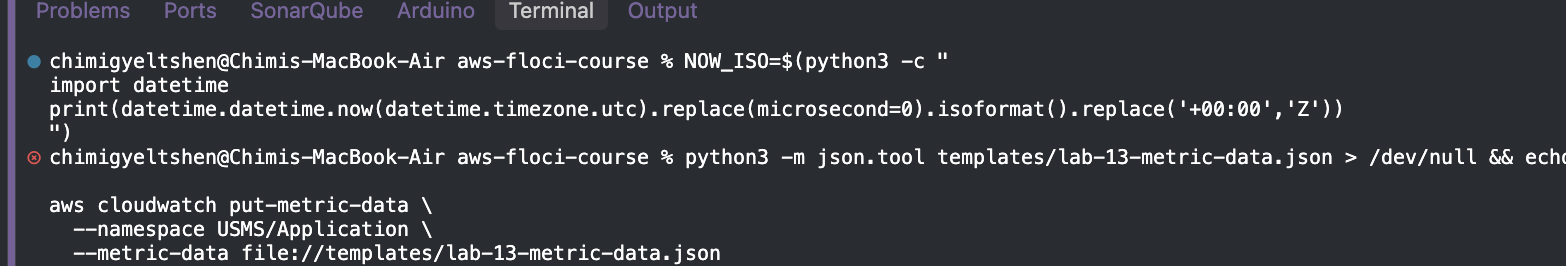 Problems Ports SonarQube Arduino Terminal Output
chimigyeltshen@Chimis-MacBook-Air aws-floci-course % NOW_ISO=$(python3 -c "
import datetime
print(datetime.datetime.now(datetime.timezone.utc).replace(microsecond=0).isoformat().replace('+00:00','Z'))
")
chimigyeltshen@Chimis-MacBook-Air aws-floci-course % python3 -m json.tool templates/lab-13-metric-data.json > /dev/null && echo
aws cloudwatch put-metric-data \
--namespace USMS/Application \
--metric-data file://templates/lab-13-metric-data.json